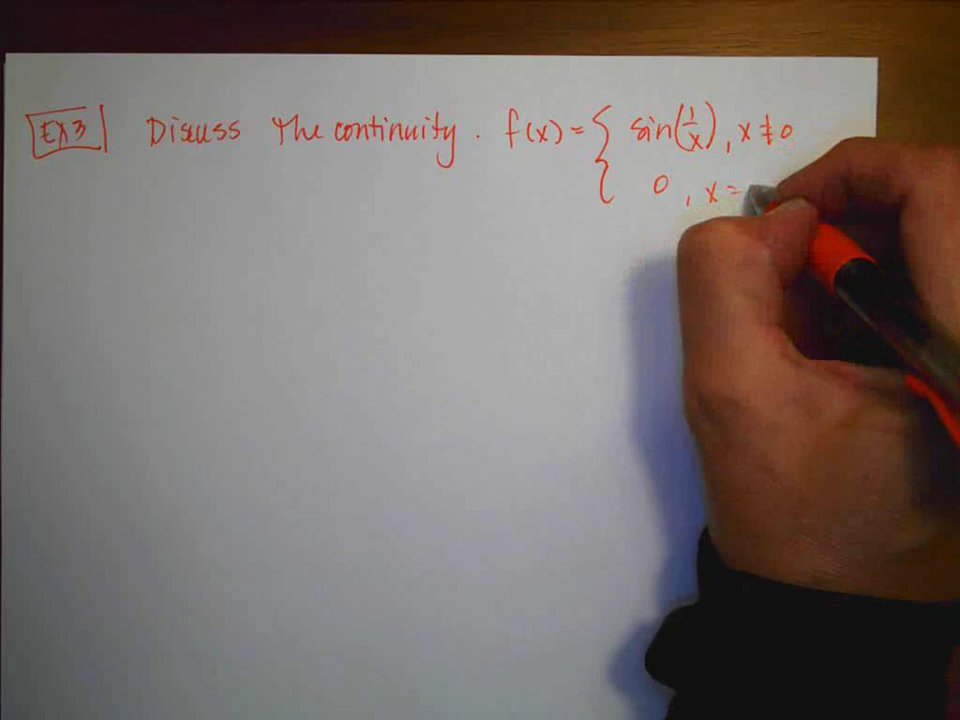 EX3 Discuss the continuity. f(x) = { sin(1/x), x ≠ 0
0, x =